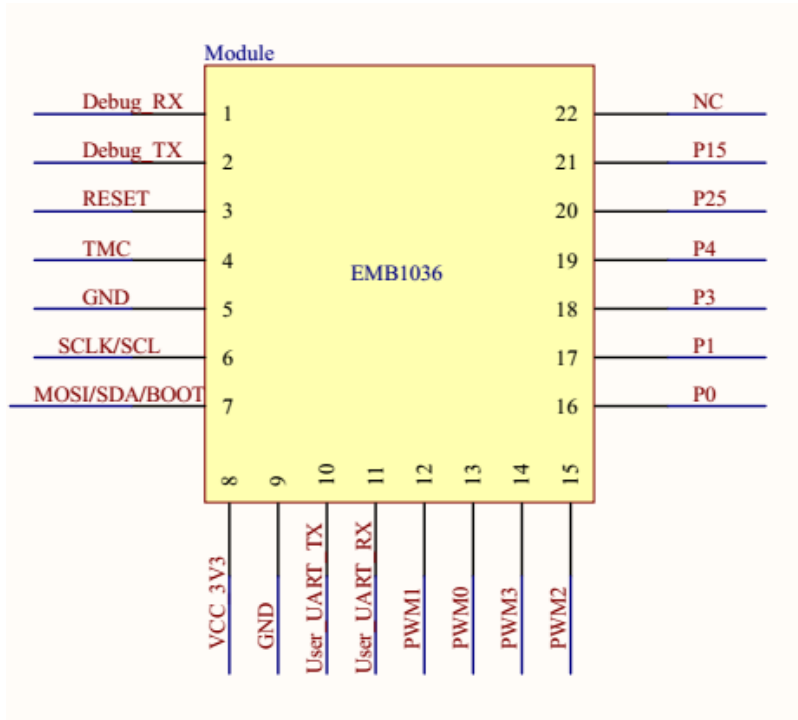 Module
Debug_RX 1
Debug_TX 2
RESET 3
TMC 4
GND 5
SCLK/SCL 6
MOSI/SDA/BOOT 7
EMB1036
22 NC
21 P15
20 P25
19 P4
18 P3
17 P1
16 P0
8 VCC_3V3
9 GND
10 User_UART_TX
11 User_UART_RX
12 PWM1
13 PWM0
14 PWM3
15 PWM2